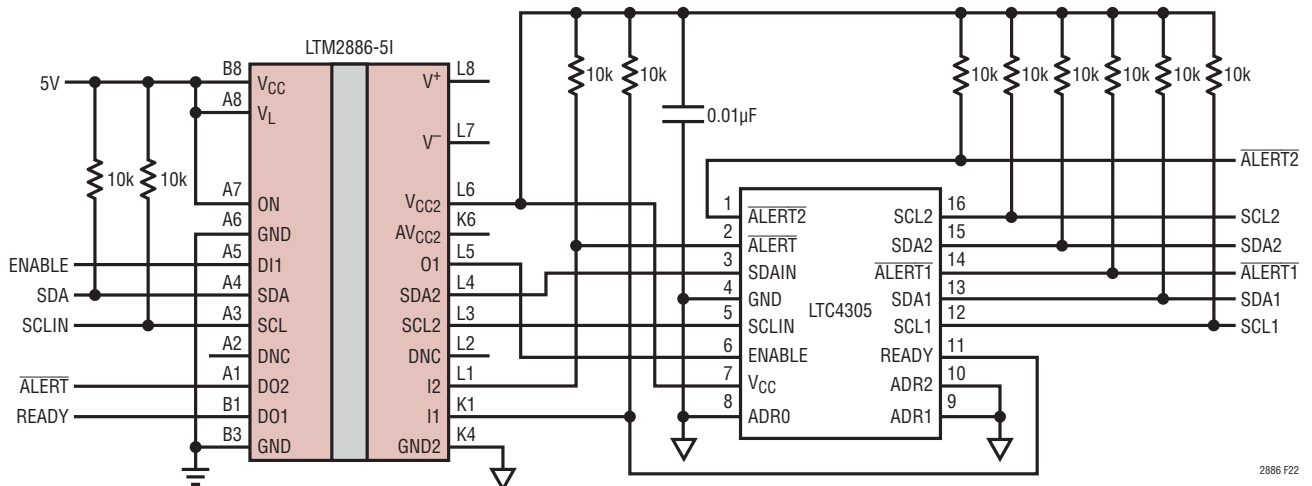 LTM2886-5I
5V
10k
10k
ENABLE
SDA
SCLIN
ALERT
READY
B8
A8
A7
A6
A5
A4
A3
A2
A1
B1
B3
VCC
VL
ON
GND
DI1
SDA
SCL
DNC
DO2
DO1
GND
V+
V−
VCC2
AVCC2
O1
SDA2
SCL2
DNC
I2
I1
GND2
L8
L7
L6
K6
L5
L4
L3
L2
L1
K1
K4
10k
10k
0.01µF
10k
10k
10k
10k
10k
10k
LTC4305
1
2
3
4
5
6
7
8
ALERT2
ALERT
SDAIN
GND
SCLIN
ENABLE
VCC
ADR0
SCL2
SDA2
ALERT1
SDA1
SCL1
READY
ADR2
ADR1
16
15
14
13
12
11
10
9
ALERT2
SCL2
SDA2
ALERT1
SDA1
SCL1
2886 F22